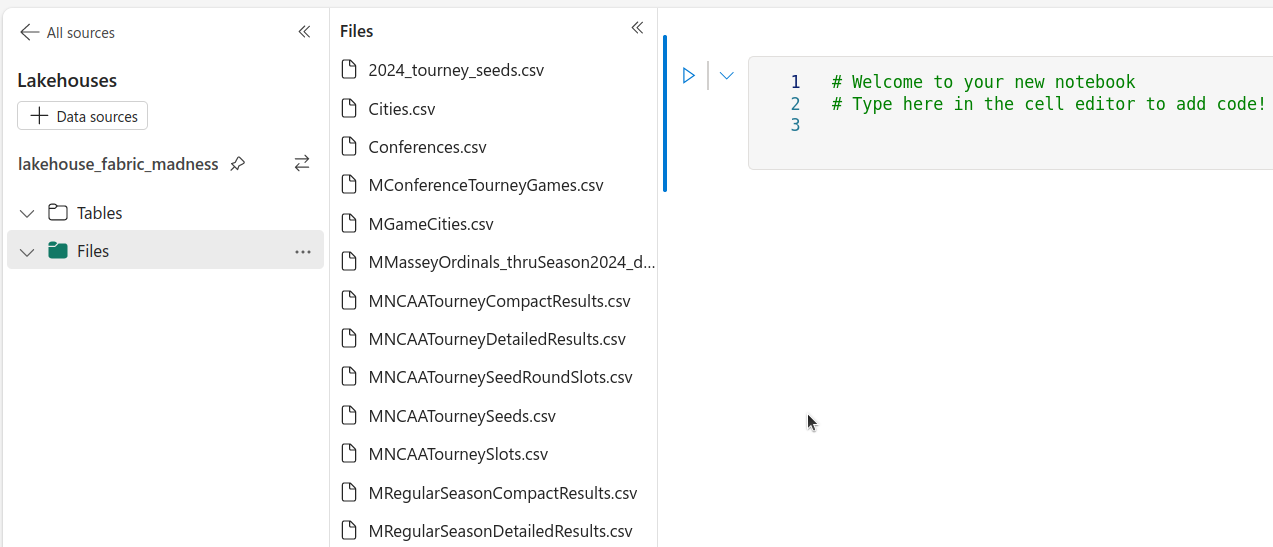 All sources
Lakehouses
Data sources
lakehouse_fabric_madness
Tables
Files
Files
2024_tourney_seeds.csv
Cities.csv
Conferences.csv
MConferenceTourneyGames.csv
MGameCities.csv
MMasseyOrdinals_thruSeason2024_d...
MNCAATourneyCompactResults.csv
MNCAATourneyDetailedResults.csv
MNCAATourneySeedRoundSlots.csv
MNCAATourneySeeds.csv
MNCAATourneySlots.csv
MRegularSeasonCompactResults.csv
MRegularSeasonDetailedResults.csv
1 # Welcome to your new notebook
2 # Type here in the cell editor to add code!
3